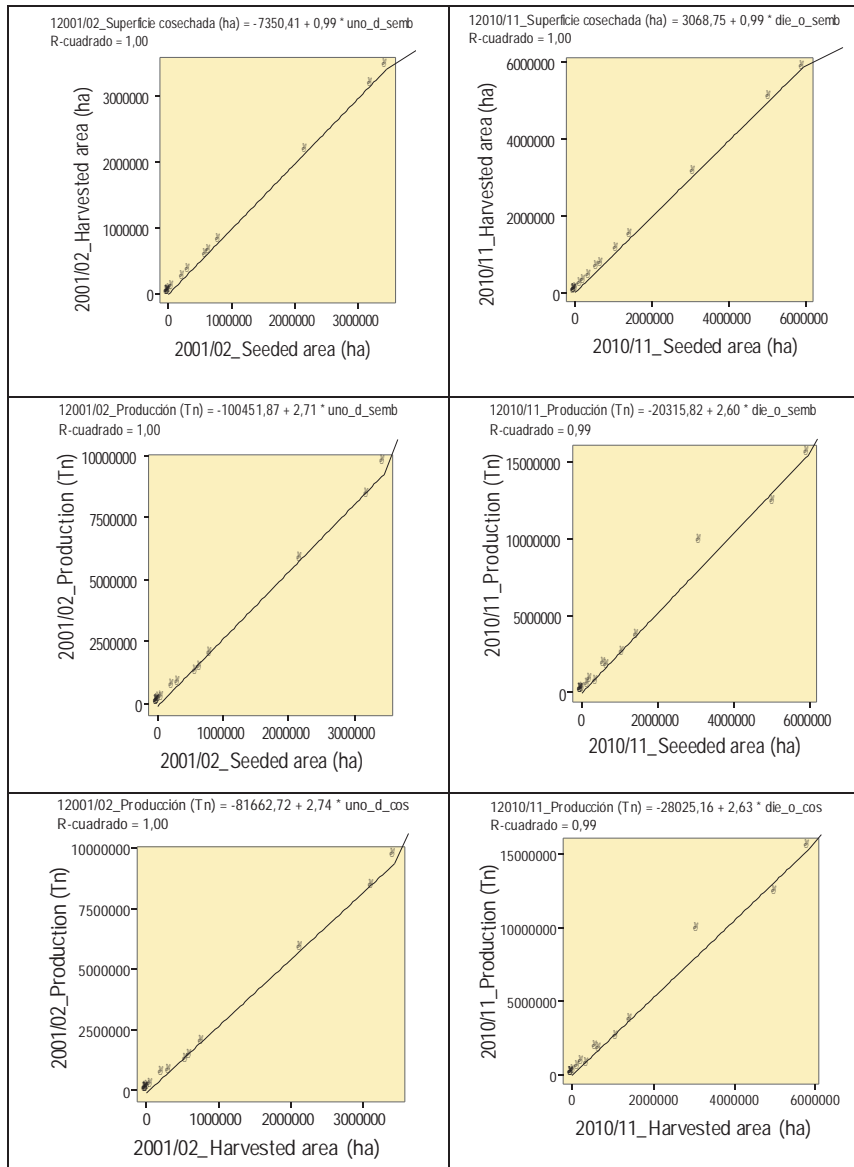 12001/02_Superficie cosechada (ha) = -7350,41 + 0,99 * uno_d_semb
R-cuadrado = 1,00
3000000
2000000
1000000
0
2001/02_Harvested area (ha)
0 1000000 2000000 3000000
2001/02_Seeded area (ha)
12010/11_Superficie cosechada (ha) = 3068,75 + 0,99 * die_o_semb
R-cuadrado = 1,00
6000000
4000000
2000000
0
2010/11_Harvested area (ha)
0 2000000 4000000 6000000
2010/11_Seeded area (ha)
12001/02_Producción (Tn) = -100451,87 + 2,71 * uno_d_semb
R-cuadrado = 1,00
10000000
7500000
5000000
2500000
0
2001/02_Production (Tn)
0 1000000 2000000 3000000
2001/02_Seeded area (ha)
12010/11_Producción (Tn) = -20315,82 + 2,60 * die_o_semb
R-cuadrado = 0,99
15000000
10000000
5000000
0
2010/11_Production (Tn)
0 2000000 4000000 6000000
2010/11_Seeeded area (ha)
12001/02_Producción (Tn) = -81662,72 + 2,74 * uno_d_cos
R-cuadrado = 1,00
10000000
7500000
5000000
2500000
0
2001/02_Production (Tn)
0 1000000 2000000 3000000
2001/02_Harvested area (ha)
12010/11_Producción (Tn) = -28025,16 + 2,63 * die_o_cos
R-cuadrado = 0,99
15000000
10000000
5000000
0
2010/11_Production (Tn)
0 2000000 4000000 6000000
2010/11_Harvested area (ha)